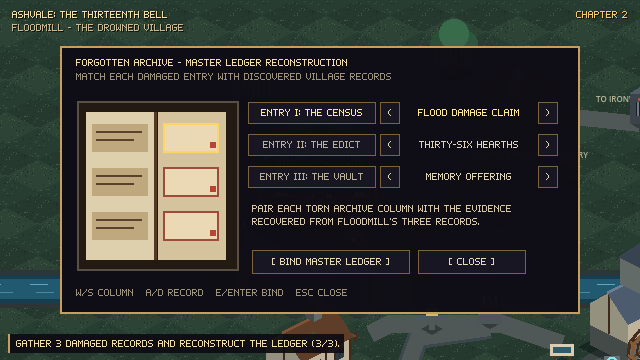 ASHVALE: THE THIRTEENTH BELL
FLOODMILL - THE DROWNED VILLAGE
CHAPTER 2
FORGOTTEN ARCHIVE - MASTER LEDGER RECONSTRUCTION
MATCH EACH DAMAGED ENTRY WITH DISCOVERED VILLAGE RECORDS
ENTRY I: THE CENSUS < FLOOD DAMAGE CLAIM >
ENTRY II: THE EDICT < THIRTY-SIX HEARTHS >
ENTRY III: THE VAULT < MEMORY OFFERING >
PAIR EACH TORN ARCHIVE COLUMN WITH THE EVIDENCE
RECOVERED FROM FLOODMILL'S THREE RECORDS.
[ BIND MASTER LEDGER ] [ CLOSE ]
W/S COLUMN A/D RECORD E/ENTER BIND ESC CLOSE
TO IRON
RY
GATHER 3 DAMAGED RECORDS AND RECONSTRUCT THE LEDGER (3/3).